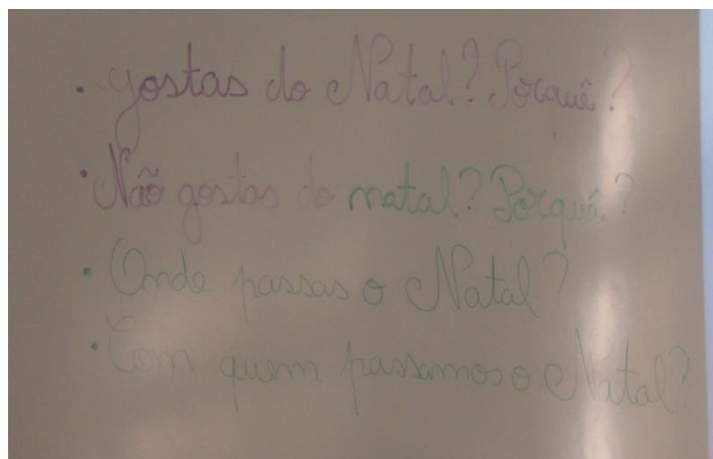 • gostas do Natal? Porquê?
• Não gostas do natal? Porquê?
• Onde passas o Natal?
• Com quem passamos o Natal?